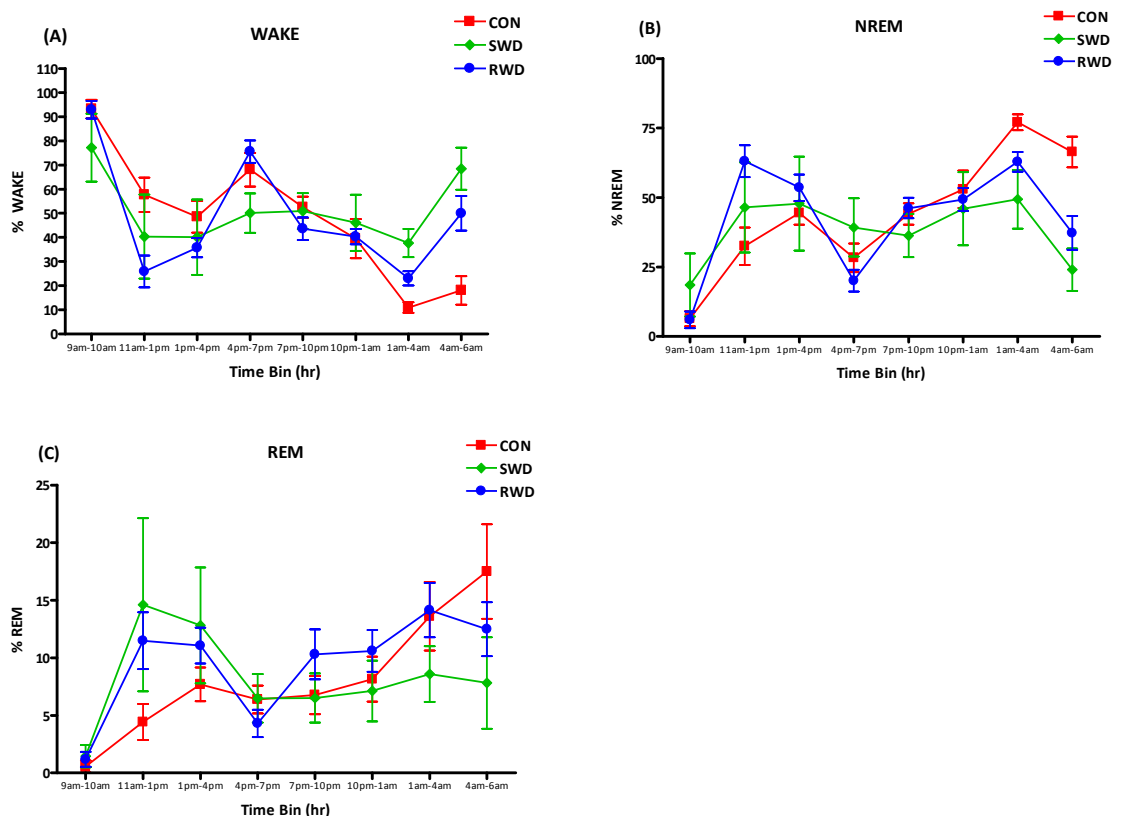 (A)
WAKE
CON
SWD
RWD
% WAKE
110
100
90
80
70
60
50
40
30
20
10
0
9am-10am 11am-1pm 1pm-4pm 4pm-7pm 7pm-10pm 10pm-1am 1am-4am 4am-6am
Time Bin (hr)
(B)
NREM
CON
SWD
RWD
% NREM
100
75
50
25
0
9am-10am 11am-1pm 1pm-4pm 4pm-7pm 7pm-10pm 10pm-1am 1am-4am 4am-6am
Time Bin (hr)
(C)
REM
CON
SWD
RWD
% REM
25
20
15
10
5
0
9am-10am 11am-1pm 1pm-4pm 4pm-7pm 7pm-10pm 10pm-1am 1am-4am 4am-6am
Time Bin (hr)